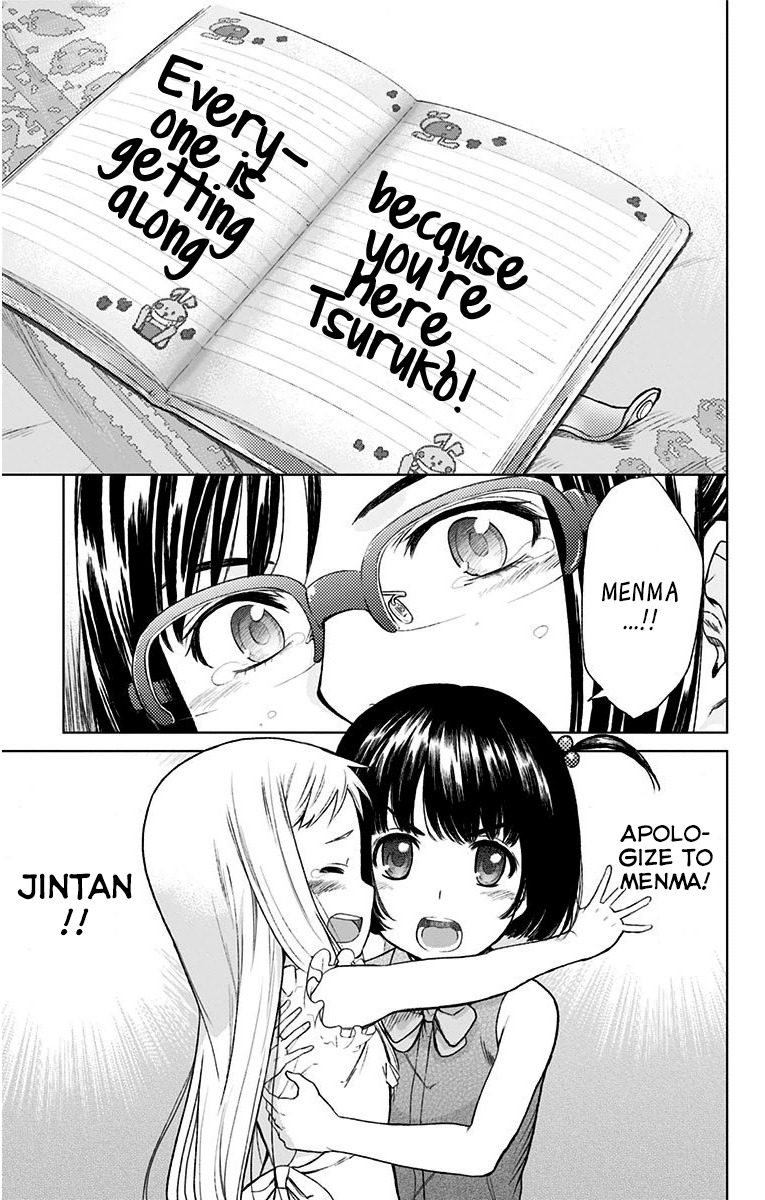 Every-
one is
getting
along
because
you're
here
Tsuruko!
MENMA
...!!
APOLO-
GIZE TO
MENMA!
JINTAN
!!